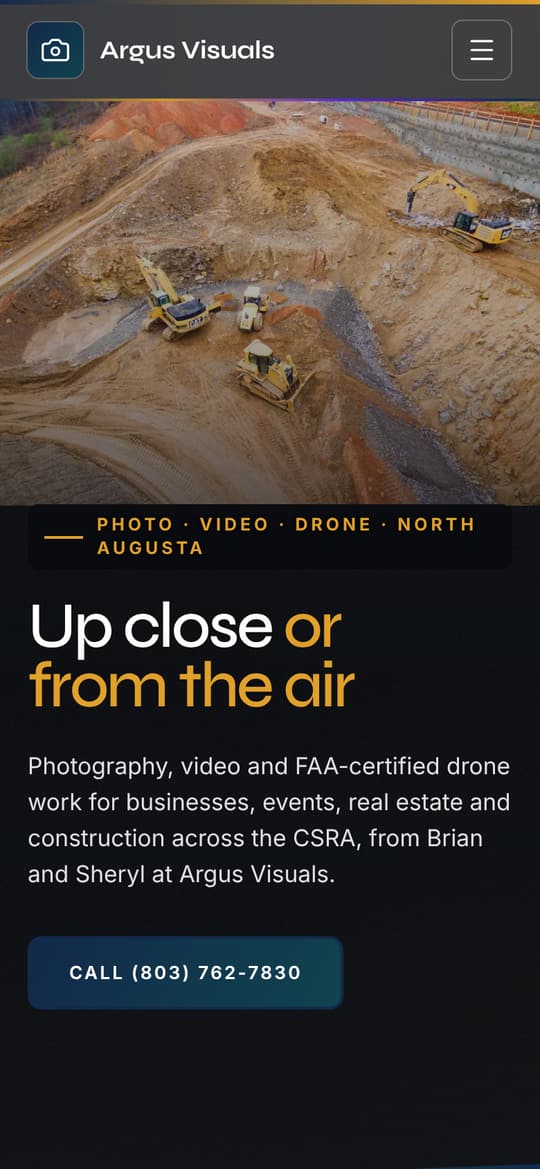 Argus Visuals
PHOTO · VIDEO · DRONE · NORTH
AUGUSTA
Up close or
from the air
Photography, video and FAA-certified drone
work for businesses, events, real estate and
construction across the CSRA, from Brian
and Sheryl at Argus Visuals.
CALL (803) 762-7830